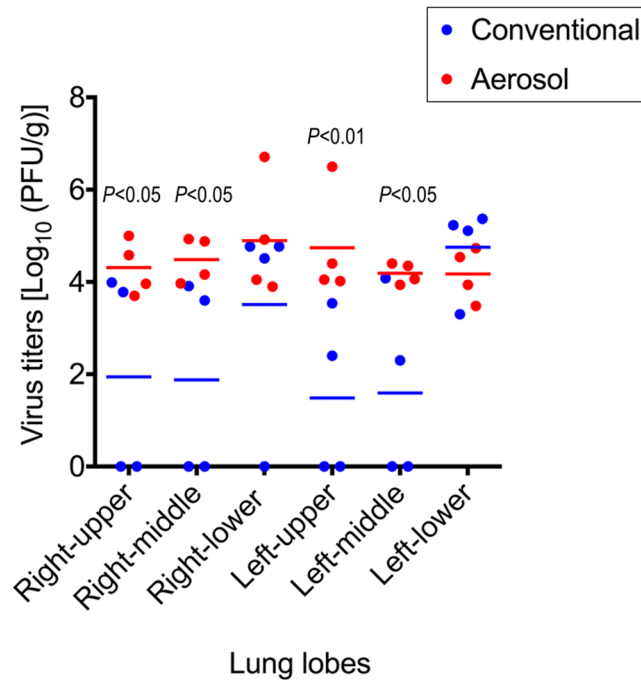 Conventional
Aerosol
Virus titers [Log10 (PFU/g)]
8
6
4
2
0
P<0.05
P<0.05
P<0.01
P<0.05
Right-upper
Right-middle
Right-lower
Left-upper
Left-middle
Left-lower
Lung lobes